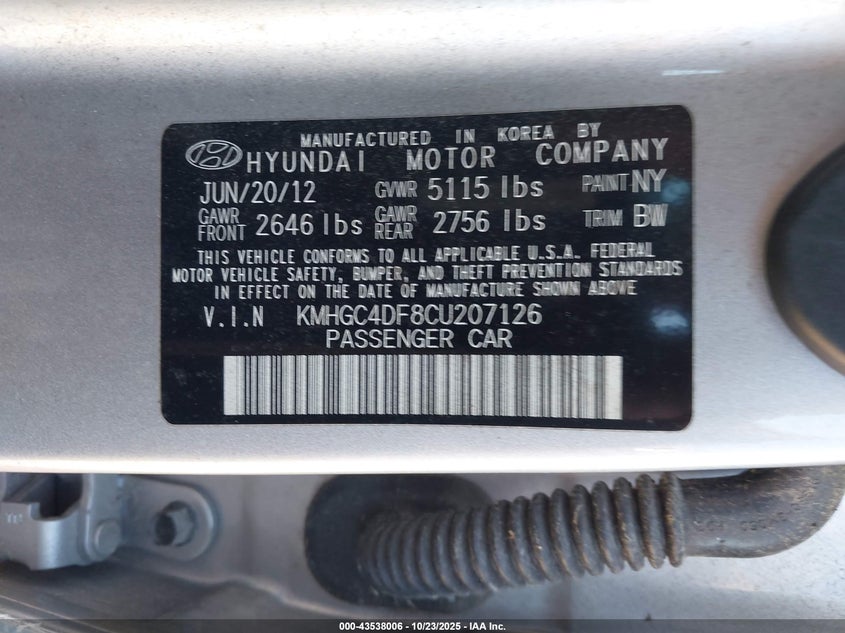 MANUFACTURED IN KOREA BY
HYUNDAI MOTOR COMPANY
JUN/20/12 GVWR 5115 lbs PAINT NY
GAWR FRONT 2646 lbs GAWR REAR 2756 lbs TRIM BW
THIS VEHICLE CONFORMS TO ALL APPLICABLE U.S.A. FEDERAL
MOTOR VEHICLE SAFETY, BUMPER, AND THEFT PREVENTION STANDARDS
IN EFFECT ON THE DATE OF MANUFACTURE SHOWN ABOVE
V.I.N KMHGC4DF8CU207126
PASSENGER CAR
000-43538006 - 10/23/2025 - IAA Inc.